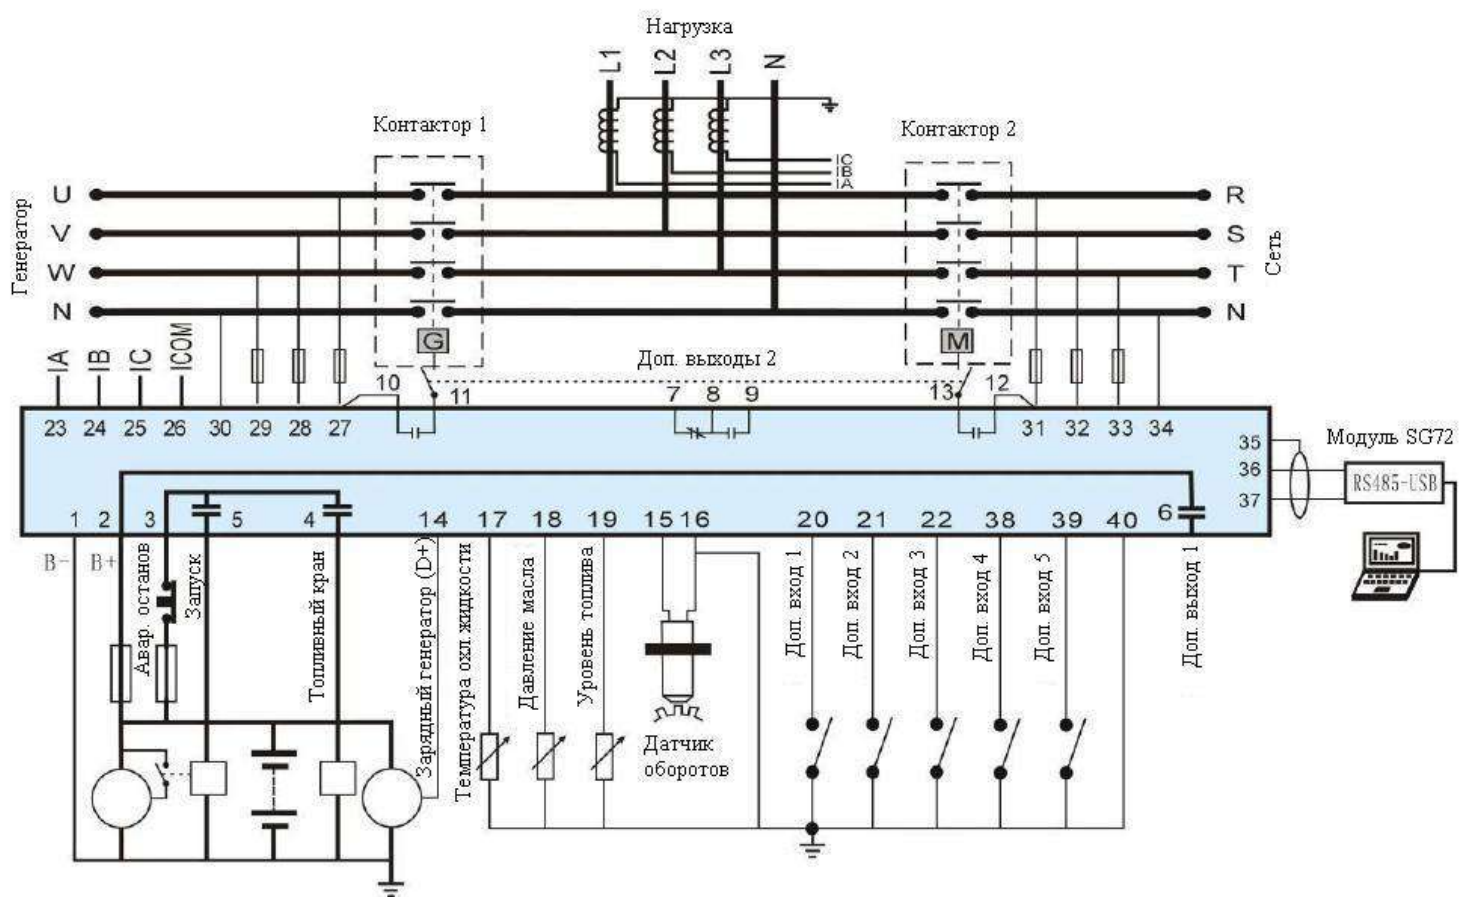 Нагрузка
L1
L2
L3
N
Контактор 1
Контактор 2
IC
IB
IA
Генератор
U
V
W
N
R
S
T
N
Сеть
G
M
IA
IB
IC
ICOM
Доп. выходы 2
10
11
7
8
9
13
12
23
24
25
26
30
29
28
27
31
32
33
34
35
36
37
Модуль SG72
RS485-USB
1
2
3
5
4
14
17
18
19
15
16
20
21
22
38
39
40
6
B-
B+
Авар. останов
Запуск
Топливный кран
Зарядный генератор (D+)
Температура охл. жидкости
Давление масла
Уровень топлива
Датчик
оборотов
Доп. вход 1
Доп. вход 2
Доп. вход 3
Доп. вход 4
Доп. вход 5
Доп. выход 1